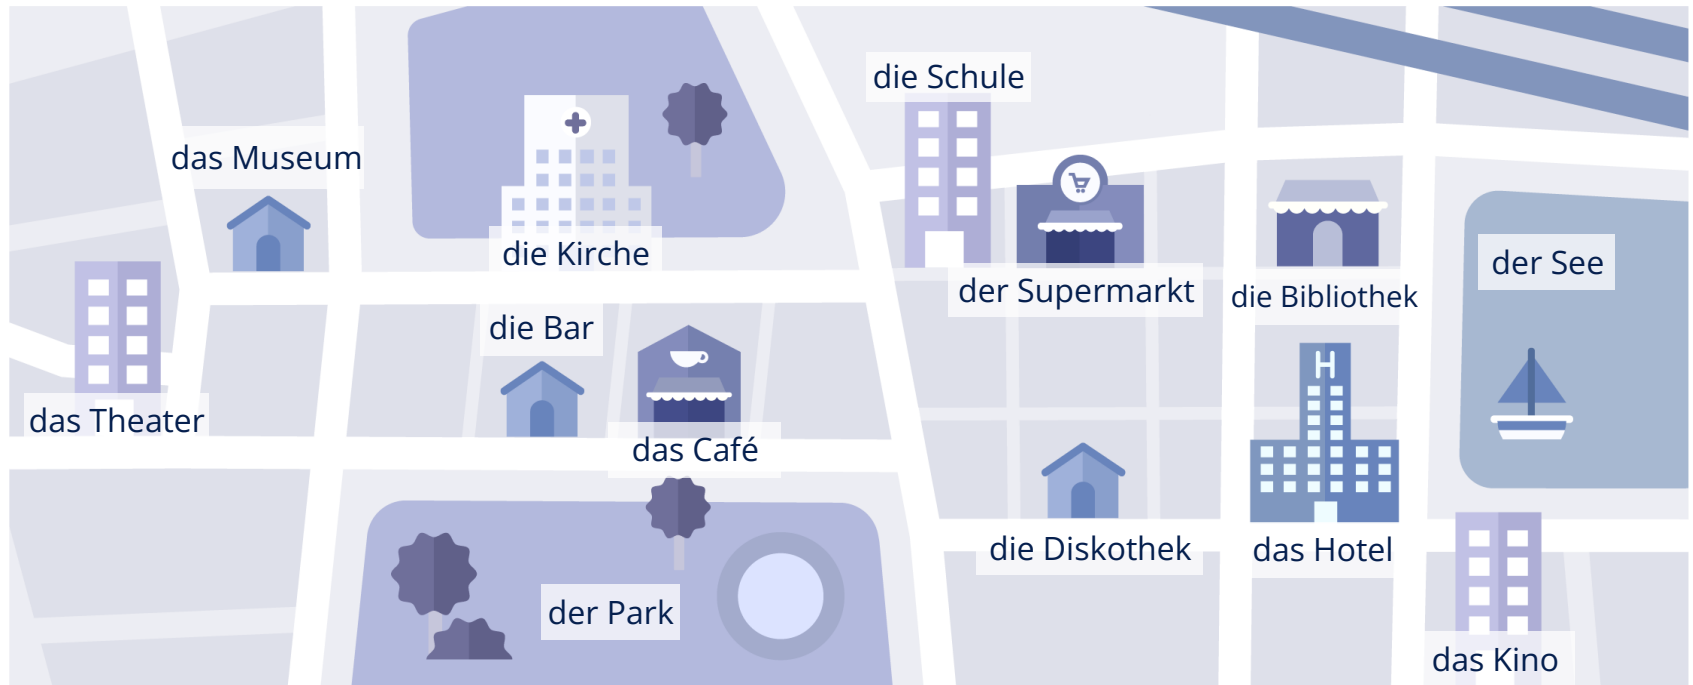 die Schule
das Museum
die Kirche
der See
der Supermarkt
die Bibliothek
die Bar
H
das Theater
das Café
die Diskothek
das Hotel
der Park
das Kino